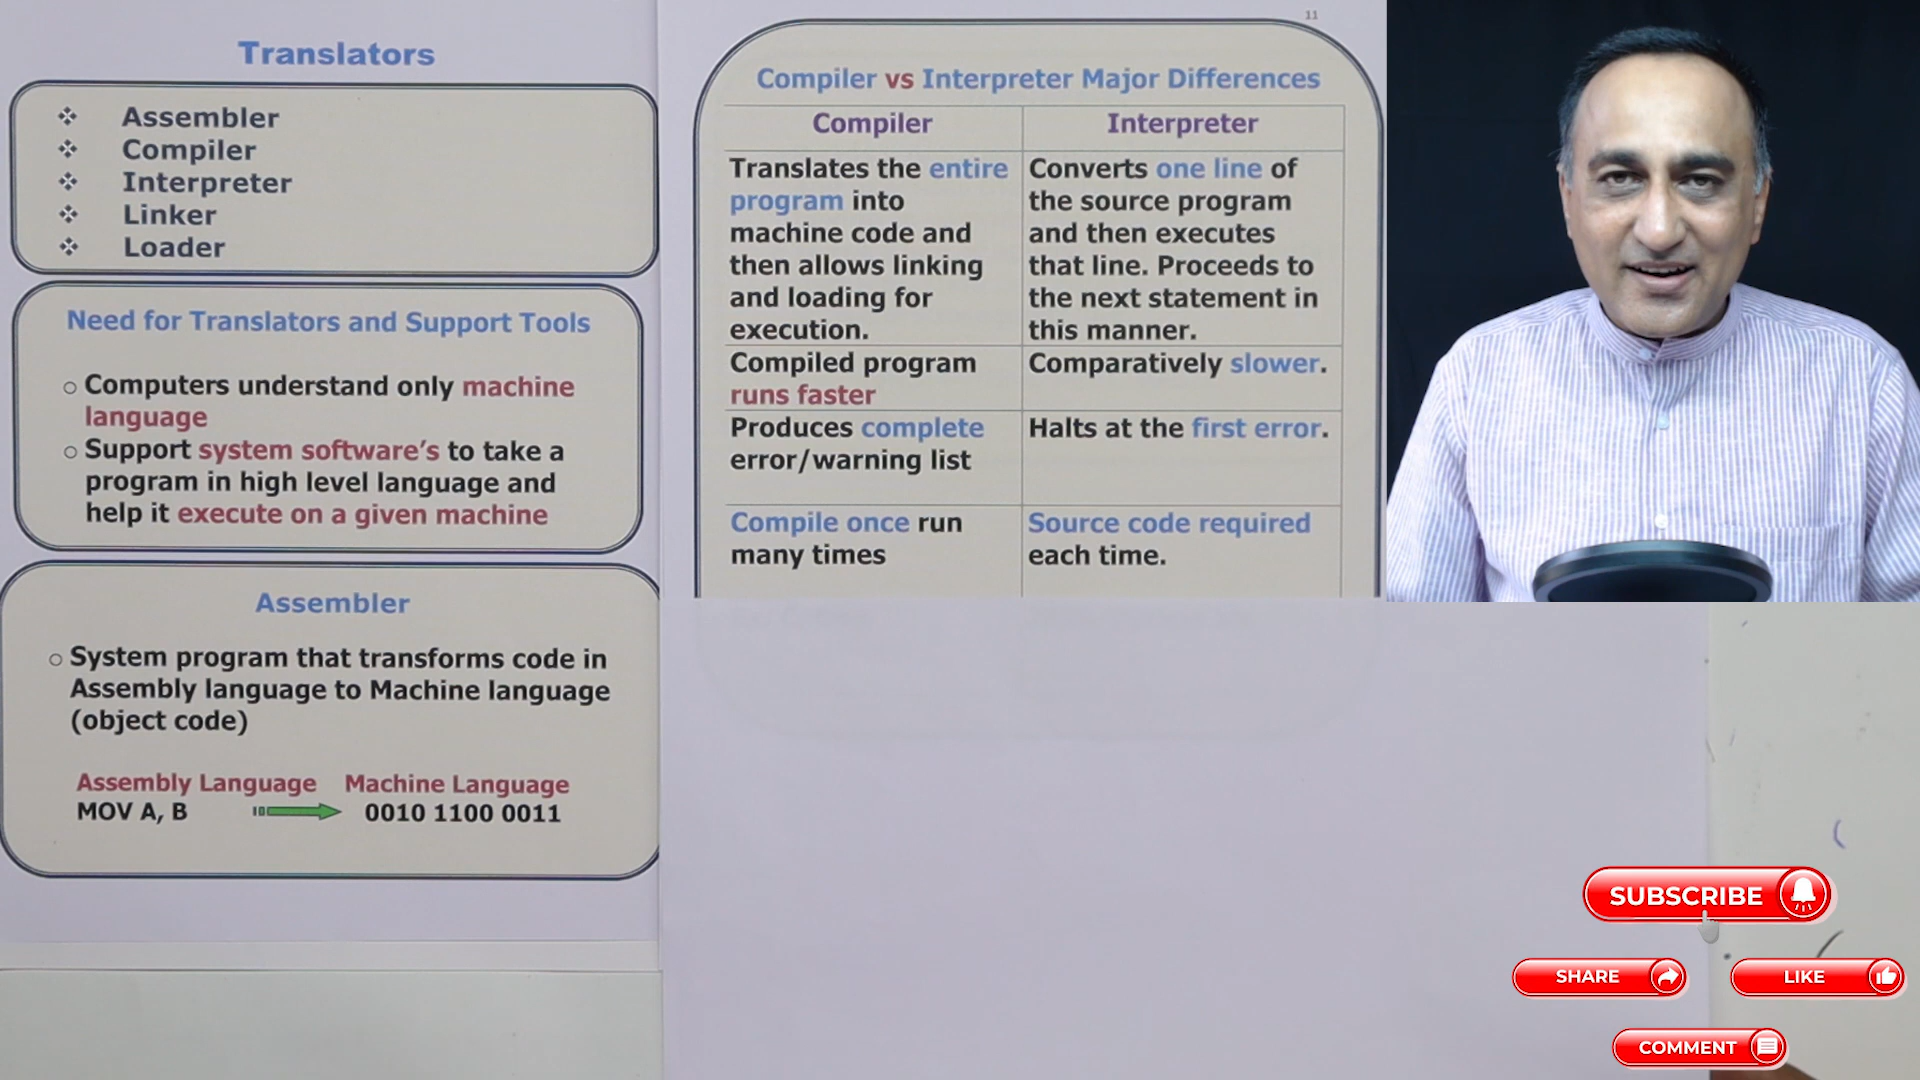 Translators
Assembler
Compiler
Interpreter
Linker
Loader
Need for Translators and Support Tools
Computers understand only machine
language
Support system software's to take a
program in high level language and
help it execute on a given machine
Assembler
System program that transforms code in
Assembly language to Machine language
(object code)
Assembly Language Machine Language
MOV A, B 0010 1100 0011
11
Compiler vs Interpreter Major Differences
Compiler
Interpreter
Translates the entire
program into
machine code and
then allows linking
and loading for
execution.
Converts one line of
the source program
and then executes
that line. Proceeds to
the next statement in
this manner.
Compiled program
runs faster
Comparatively slower.
Produces complete
error/warning list
Halts at the first error.
Compile once run
many times
Source code required
each time.
SUBSCRIBE
SHARE
LIKE
COMMENT